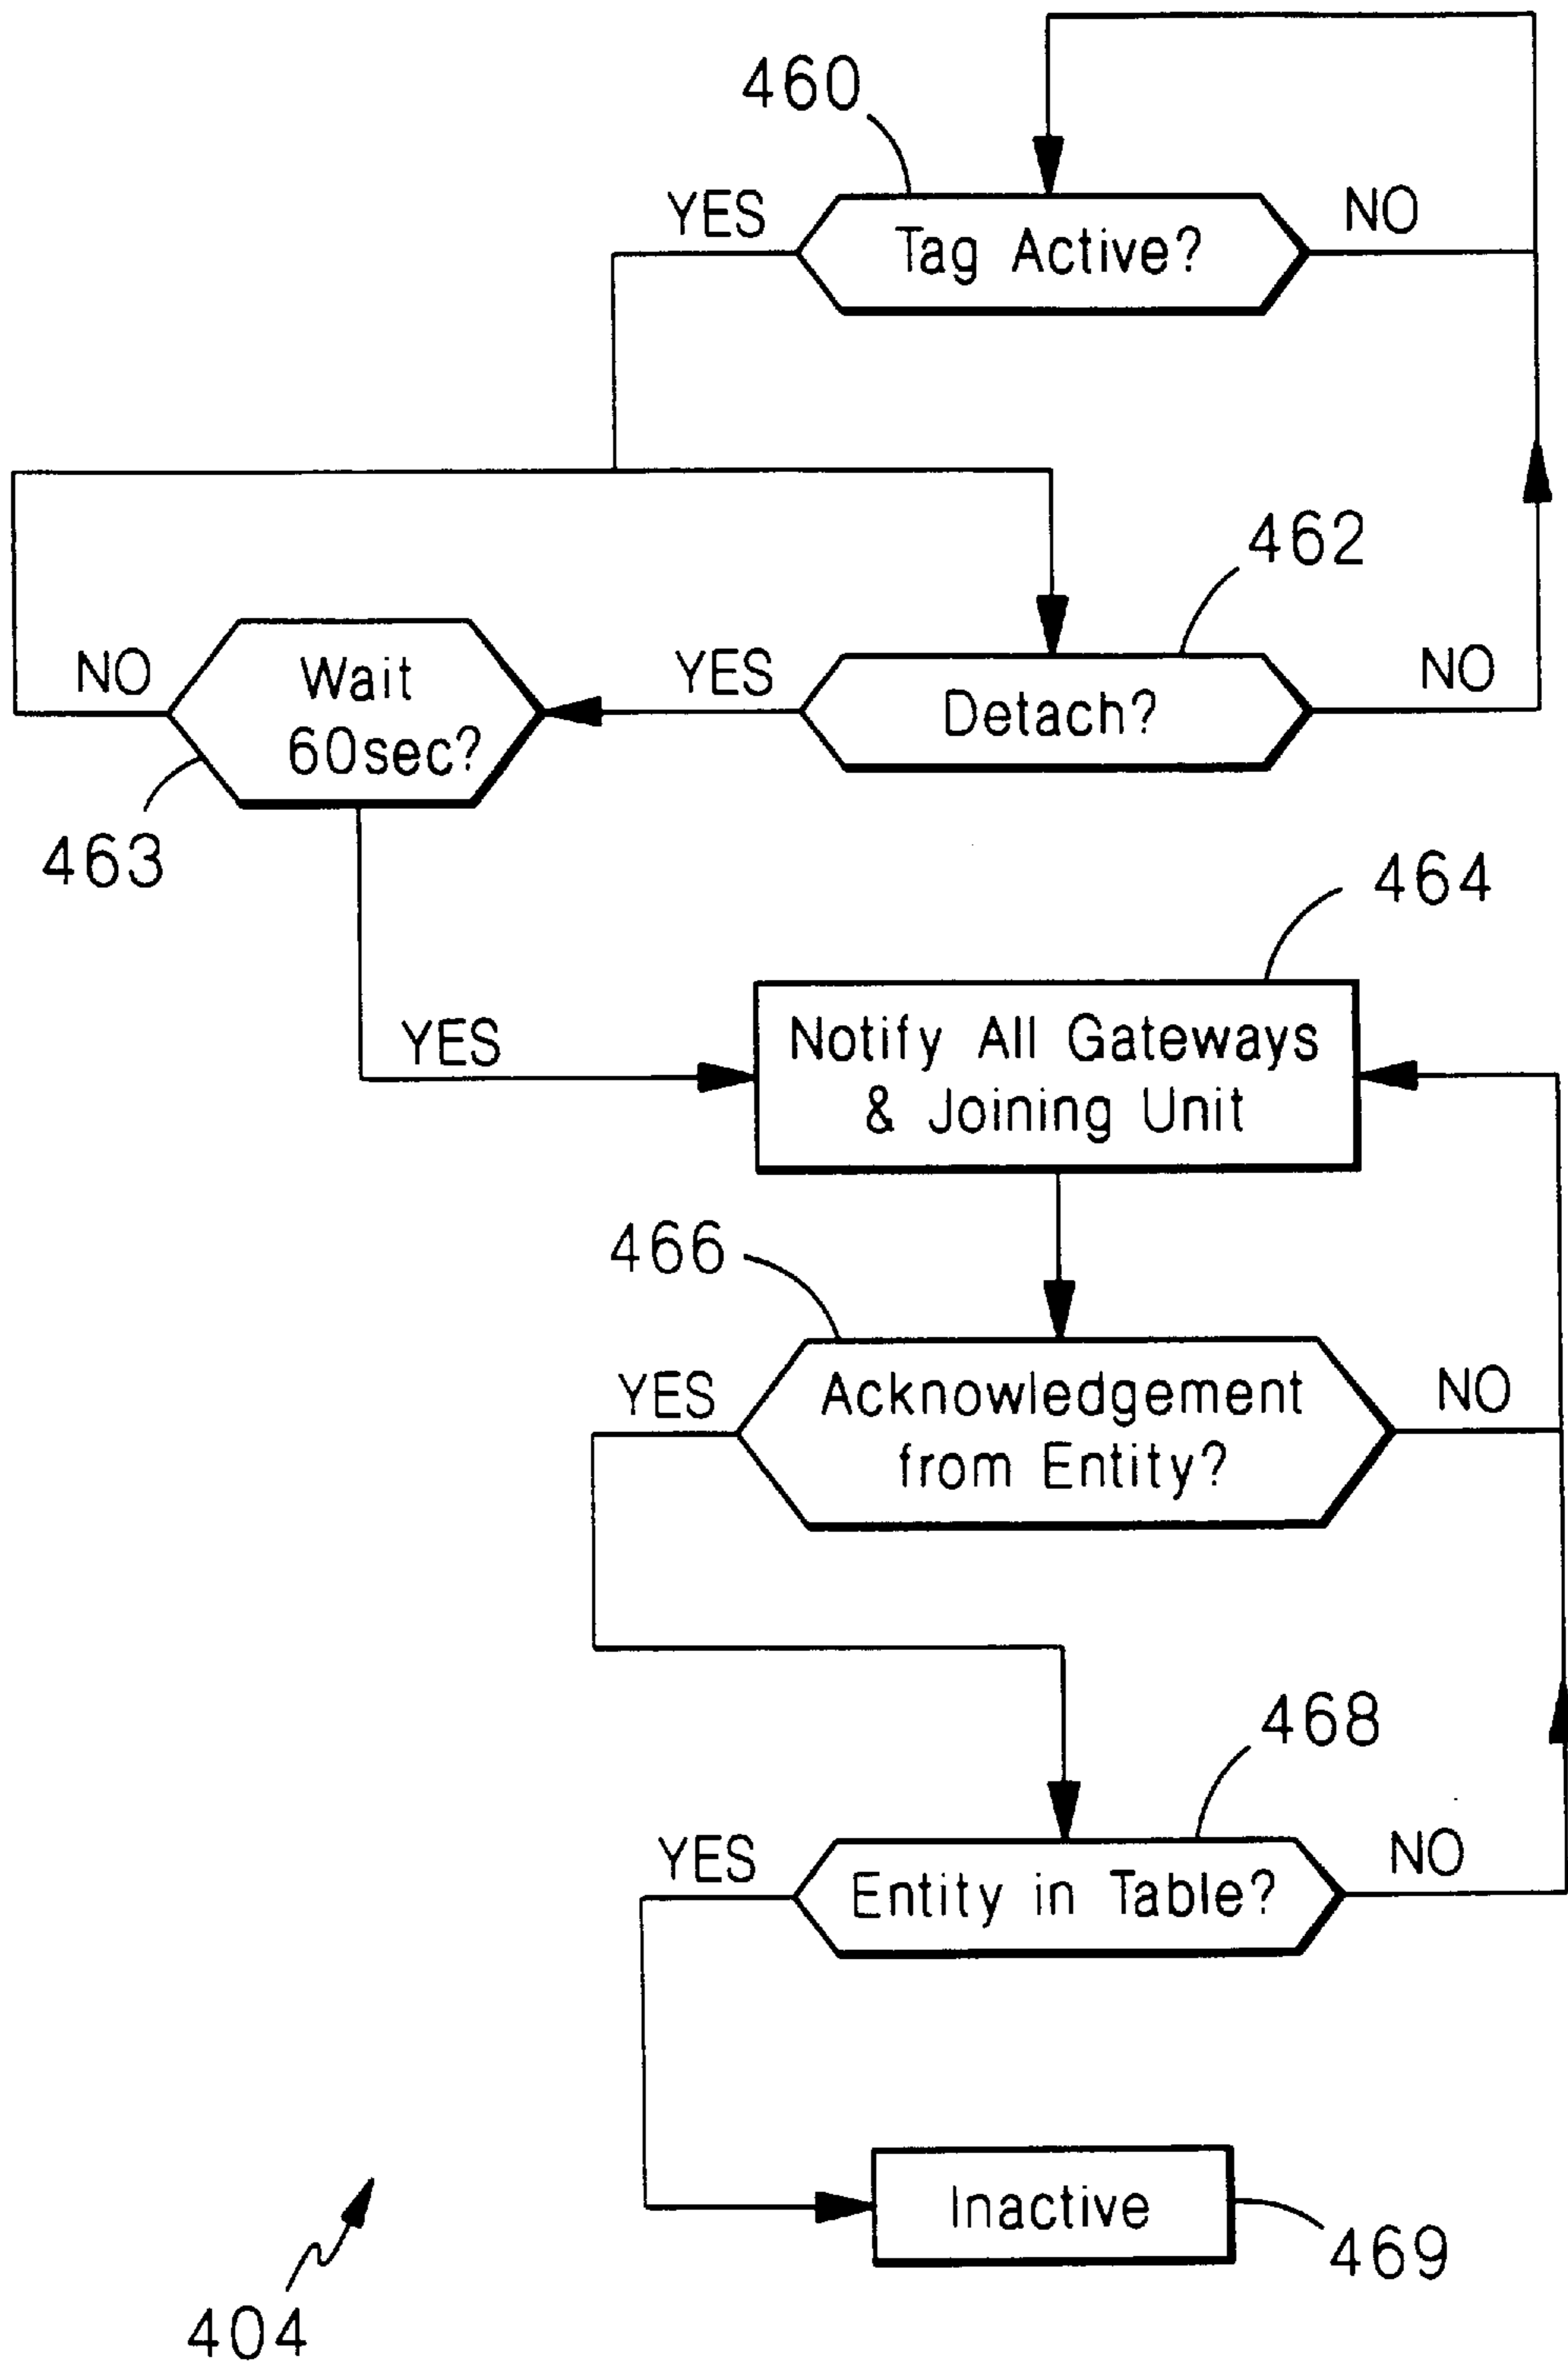 460
YES
Tag Active?
NO
462
NO
Wait
60sec?
YES
Detach?
NO
463
464
YES
Notify All Gateways
& Joining Unit
466
YES
Acknowledgement
from Entity?
NO
468
YES
Entity in Table?
NO
Inactive
469
404